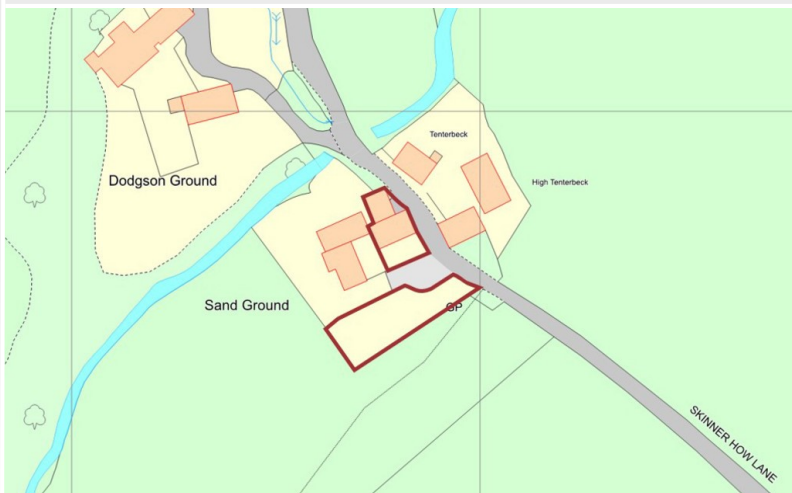 Tenterbeck
Dodgson Ground
High Tenterbeck
Sand Ground
GP
SKINNER HOW LANE